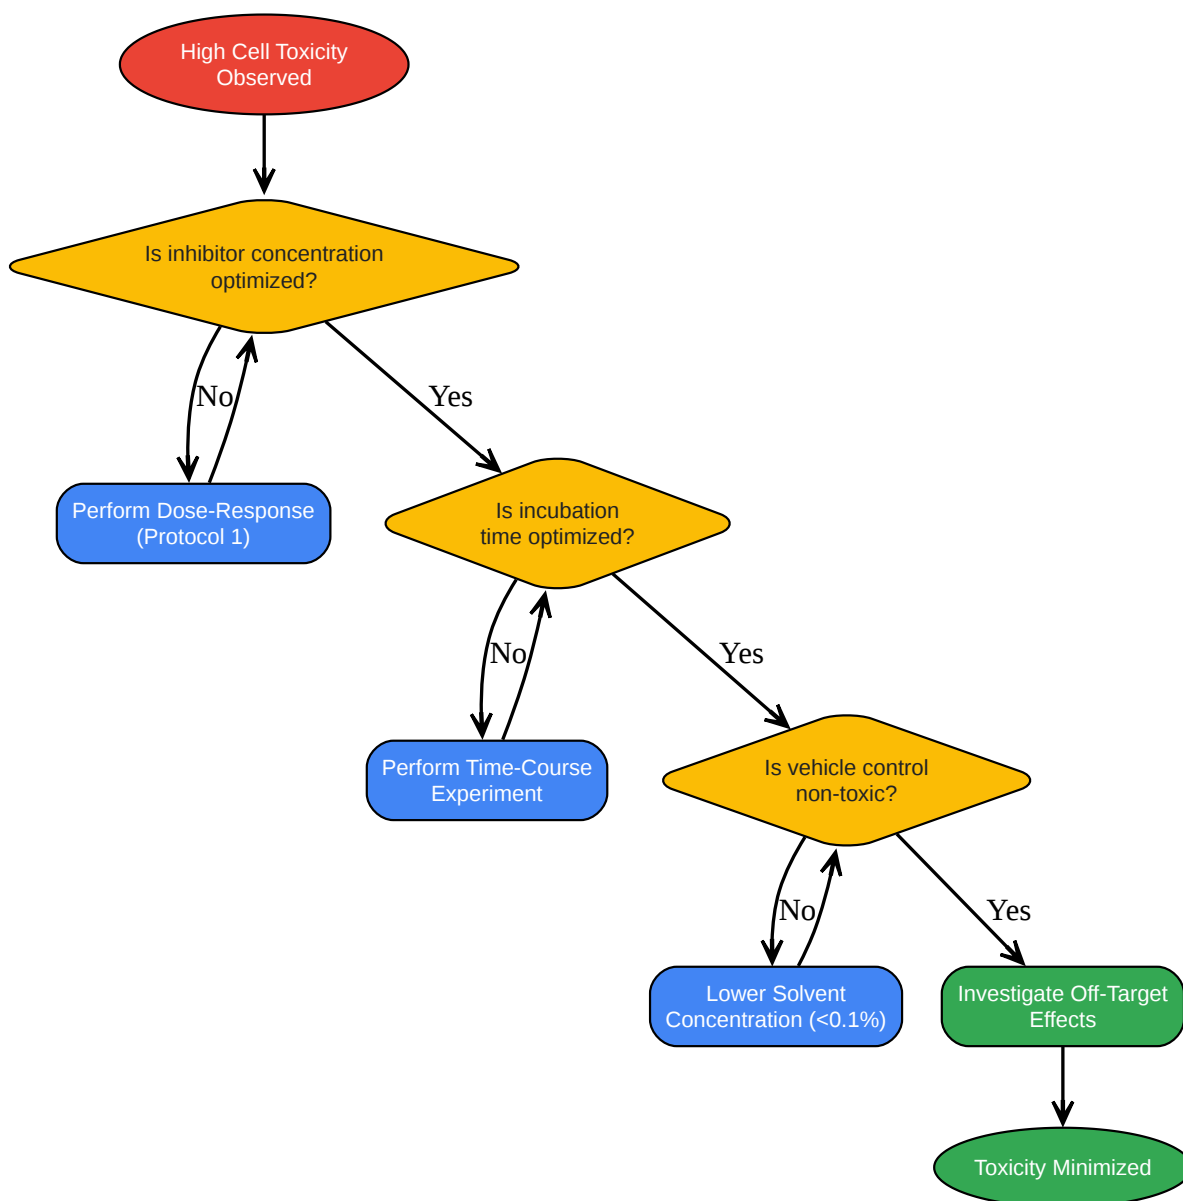 High Cell Toxicity
Observed
Is inhibitor concentration
optimized?
No
Yes
Perform Dose-Response
(Protocol 1)
Is incubation
time optimized?
No
Yes
Perform Time-Course
Experiment
Is vehicle control
non-toxic?
No
Yes
Lower Solvent
Concentration (<0.1%)
Investigate Off-Target
Effects
Toxicity Minimized